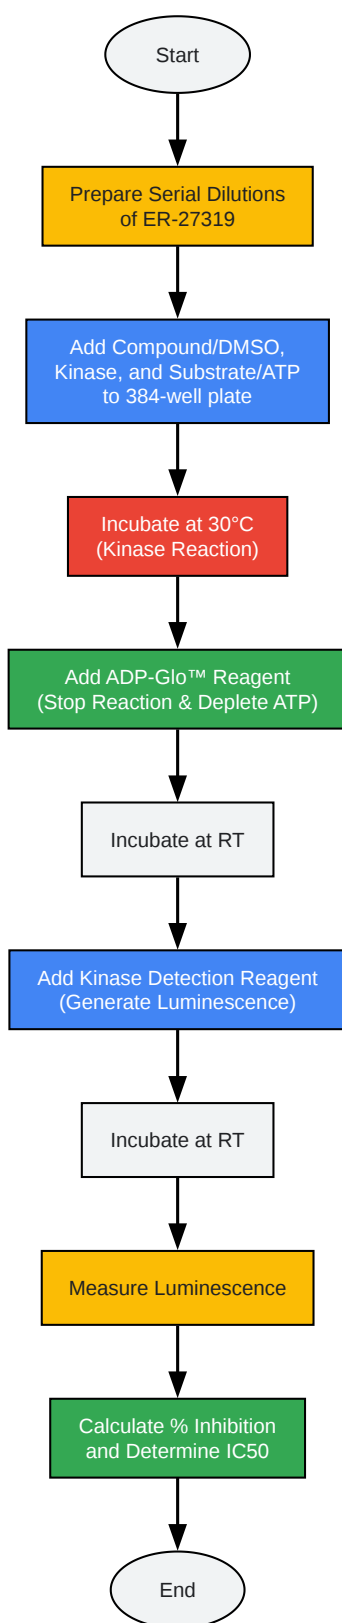 Start
Prepare Serial Dilutions
of ER-27319
Add Compound/DMSO,
Kinase, and Substrate/ATP
to 384-well plate
Incubate at 30°C
(Kinase Reaction)
Add ADP-Glo™ Reagent
(Stop Reaction & Deplete ATP)
Incubate at RT
Add Kinase Detection Reagent
(Generate Luminescence)
Incubate at RT
Measure Luminescence
Calculate % Inhibition
and Determine IC50
End